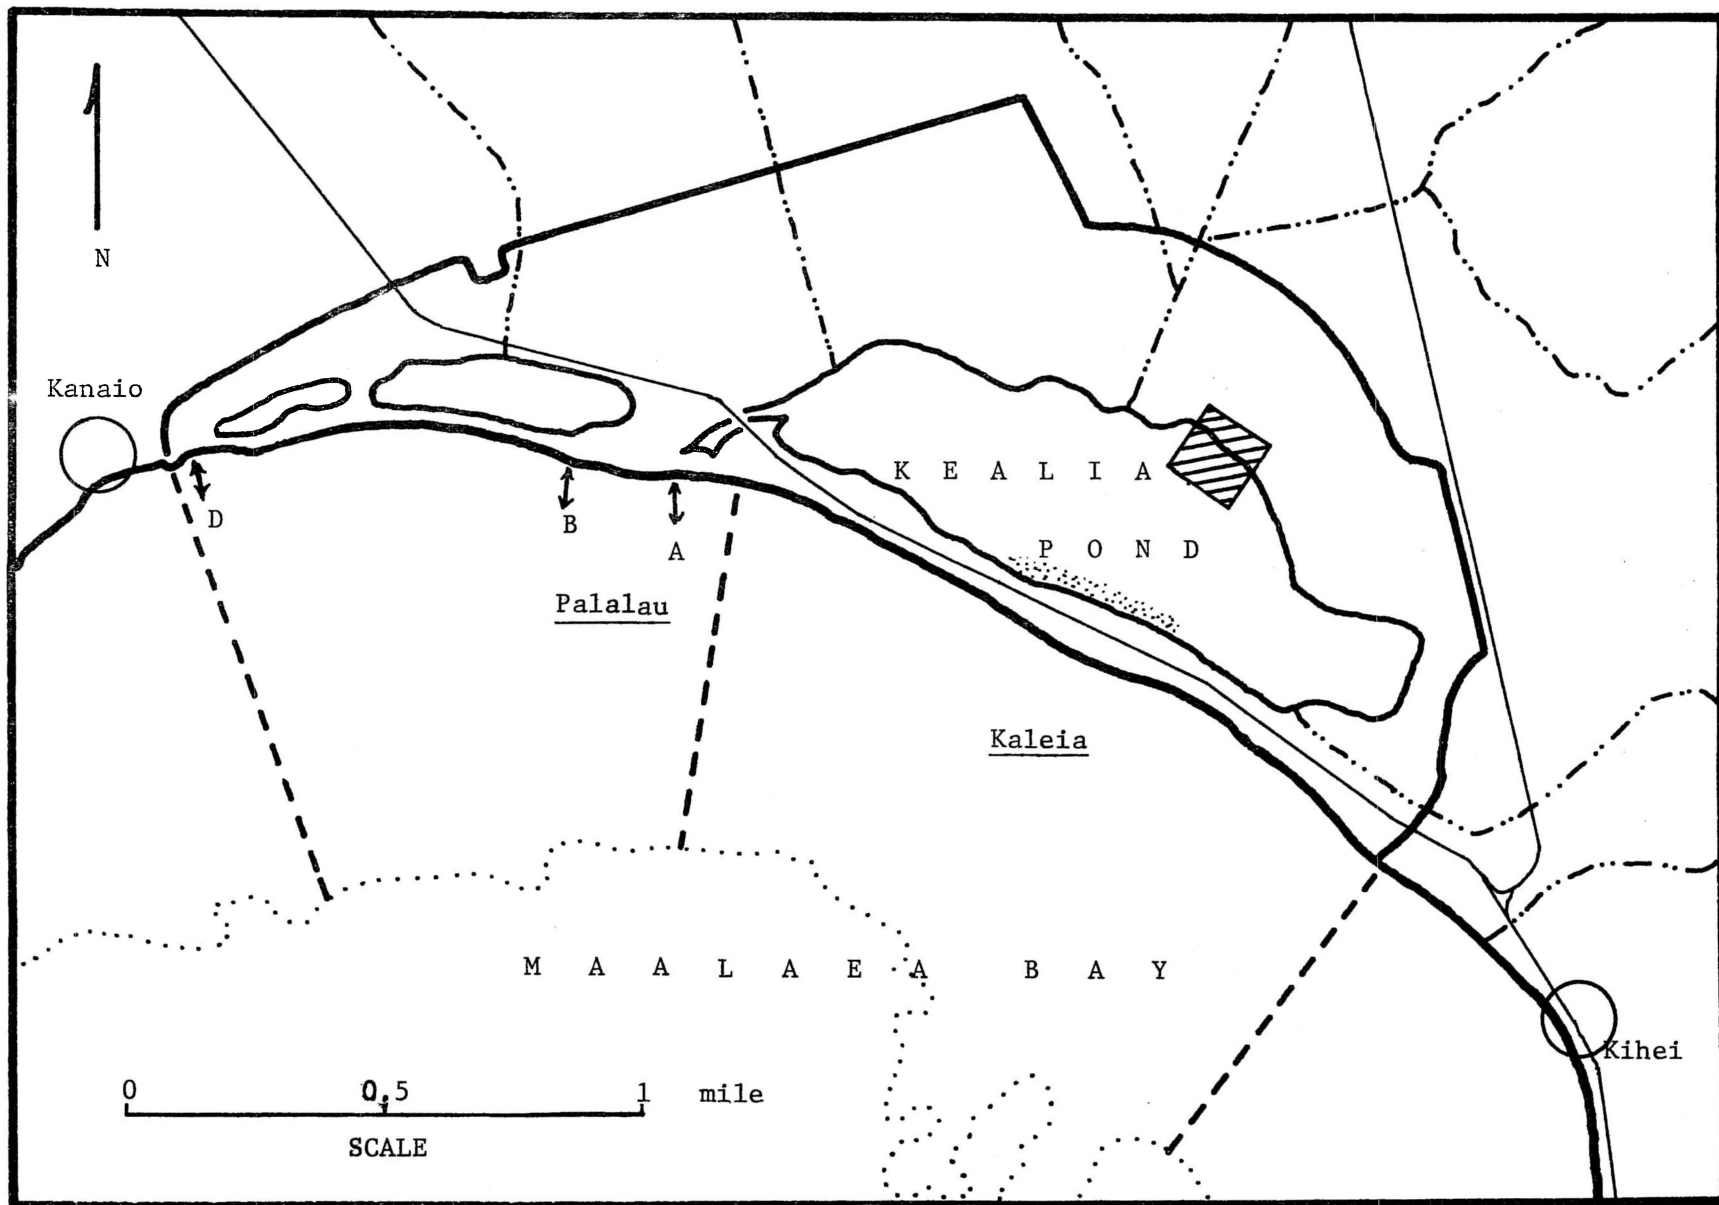 N
Kanaio
D
B
A
K E A L I A
P O N D
Palalau
Kaleia
M A A L A E A B A Y
Kihei
0 0.5 1 mile
SCALE